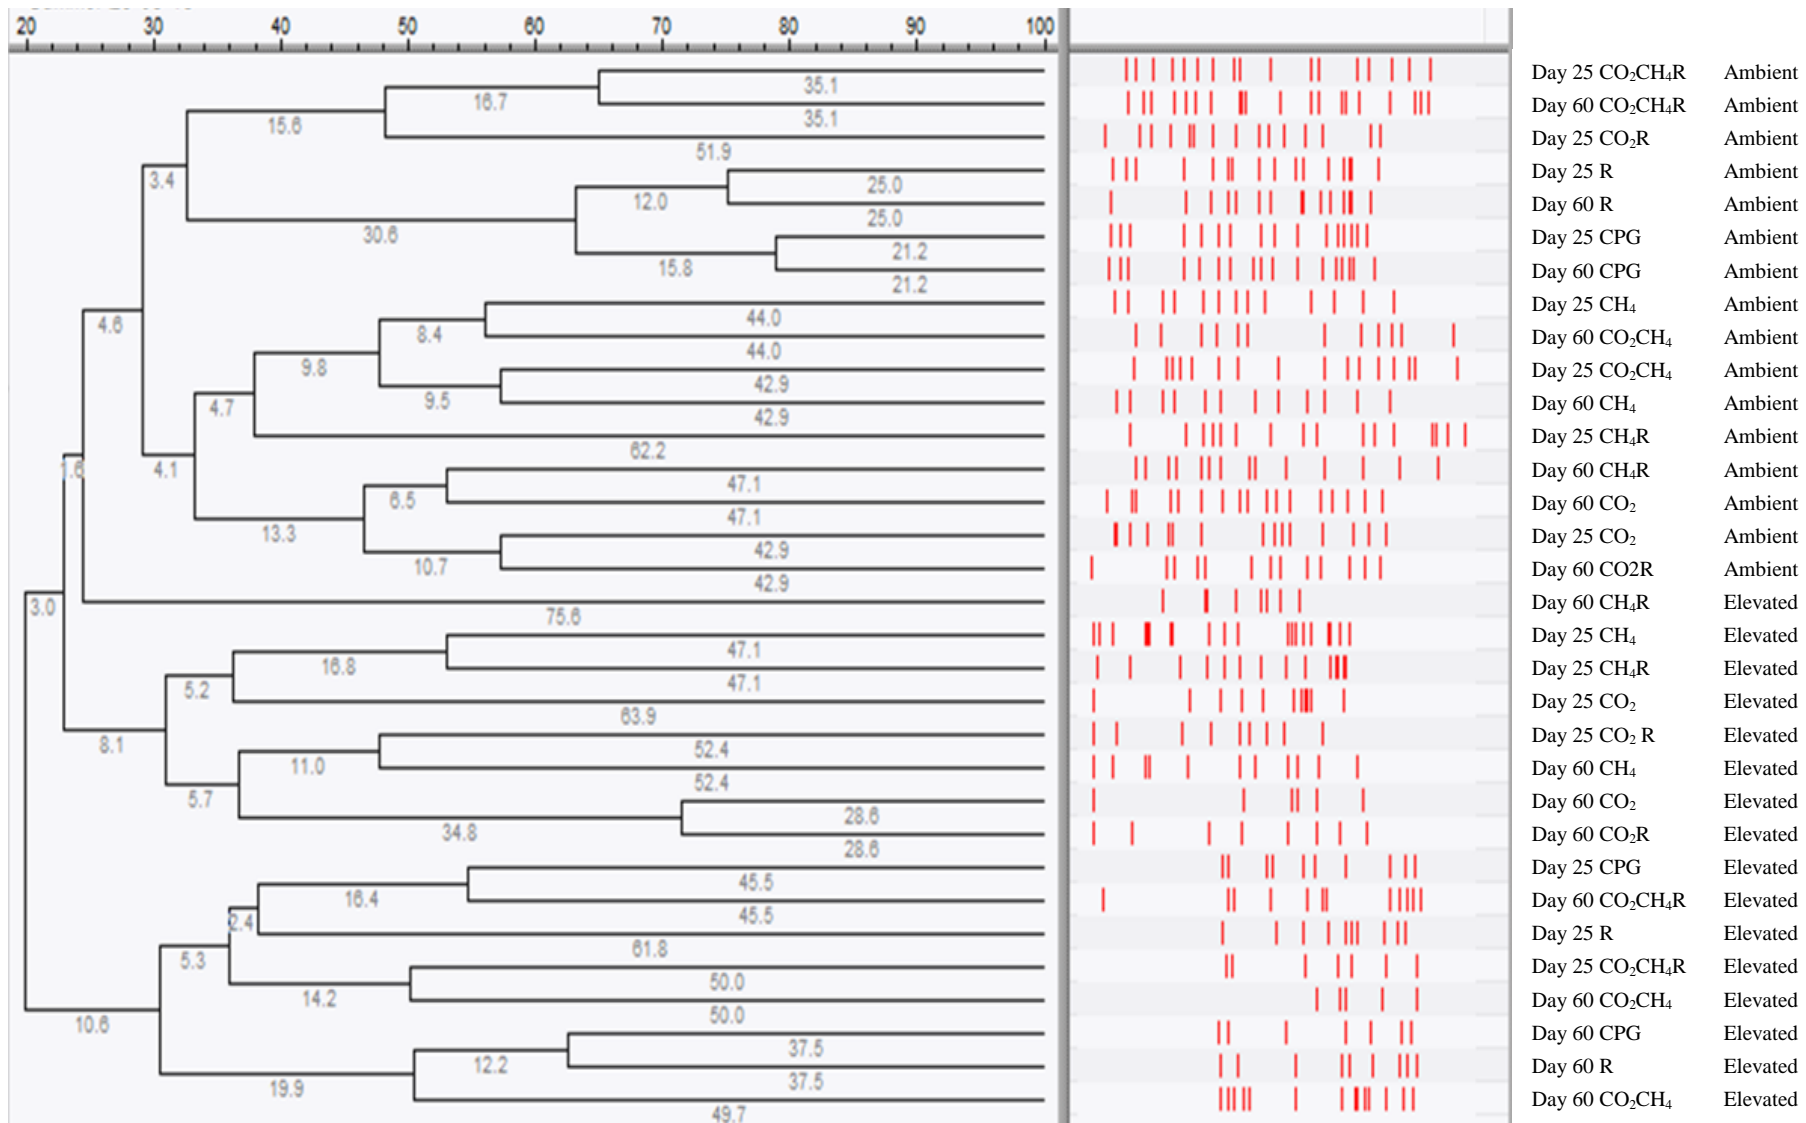 20 30 40 50 60 70 80 90 100
Day 25 CO₂CH₄R Ambient
35.1
16.7
Day 60 CO₂CH₄R Ambient
35.1
15.6
Day 25 CO₂R Ambient
51.9
Day 25 R Ambient
3.4
25.0
12.0
Day 60 R Ambient
25.0
30.6
Day 25 CPG Ambient
21.2
15.8
Day 60 CPG Ambient
21.2
Day 25 CH₄ Ambient
44.0
4.6
8.4
Day 60 CO₂CH₄ Ambient
44.0
9.8
Day 25 CO₂CH₄ Ambient
42.9
9.5
4.7
Day 60 CH₄ Ambient
42.9
Day 25 CH₄R Ambient
62.2
1.6
4.1
Day 60 CH₄R Ambient
47.1
6.5
Day 60 CO₂ Ambient
47.1
13.3
Day 25 CO₂ Ambient
42.9
10.7
Day 60 CO2R Ambient
42.9
3.0
Day 60 CH₄R Elevated
75.6
Day 25 CH₄ Elevated
47.1
16.8
Day 25 CH₄R Elevated
47.1
5.2
Day 25 CO₂ Elevated
63.9
8.1
Day 25 CO₂ R Elevated
52.4
11.0
Day 60 CH₄ Elevated
52.4
5.7
Day 60 CO₂ Elevated
28.6
34.8
Day 60 CO₂R Elevated
28.6
Day 25 CPG Elevated
45.5
16.4
Day 60 CO₂CH₄R Elevated
45.5
2.4
Day 25 R Elevated
61.8
5.3
Day 25 CO₂CH₄R Elevated
50.0
14.2
Day 60 CO₂CH₄ Elevated
50.0
10.6
Day 60 CPG Elevated
37.5
12.2
Day 60 R Elevated
37.5
19.9
Day 60 CO₂CH₄ Elevated
49.7